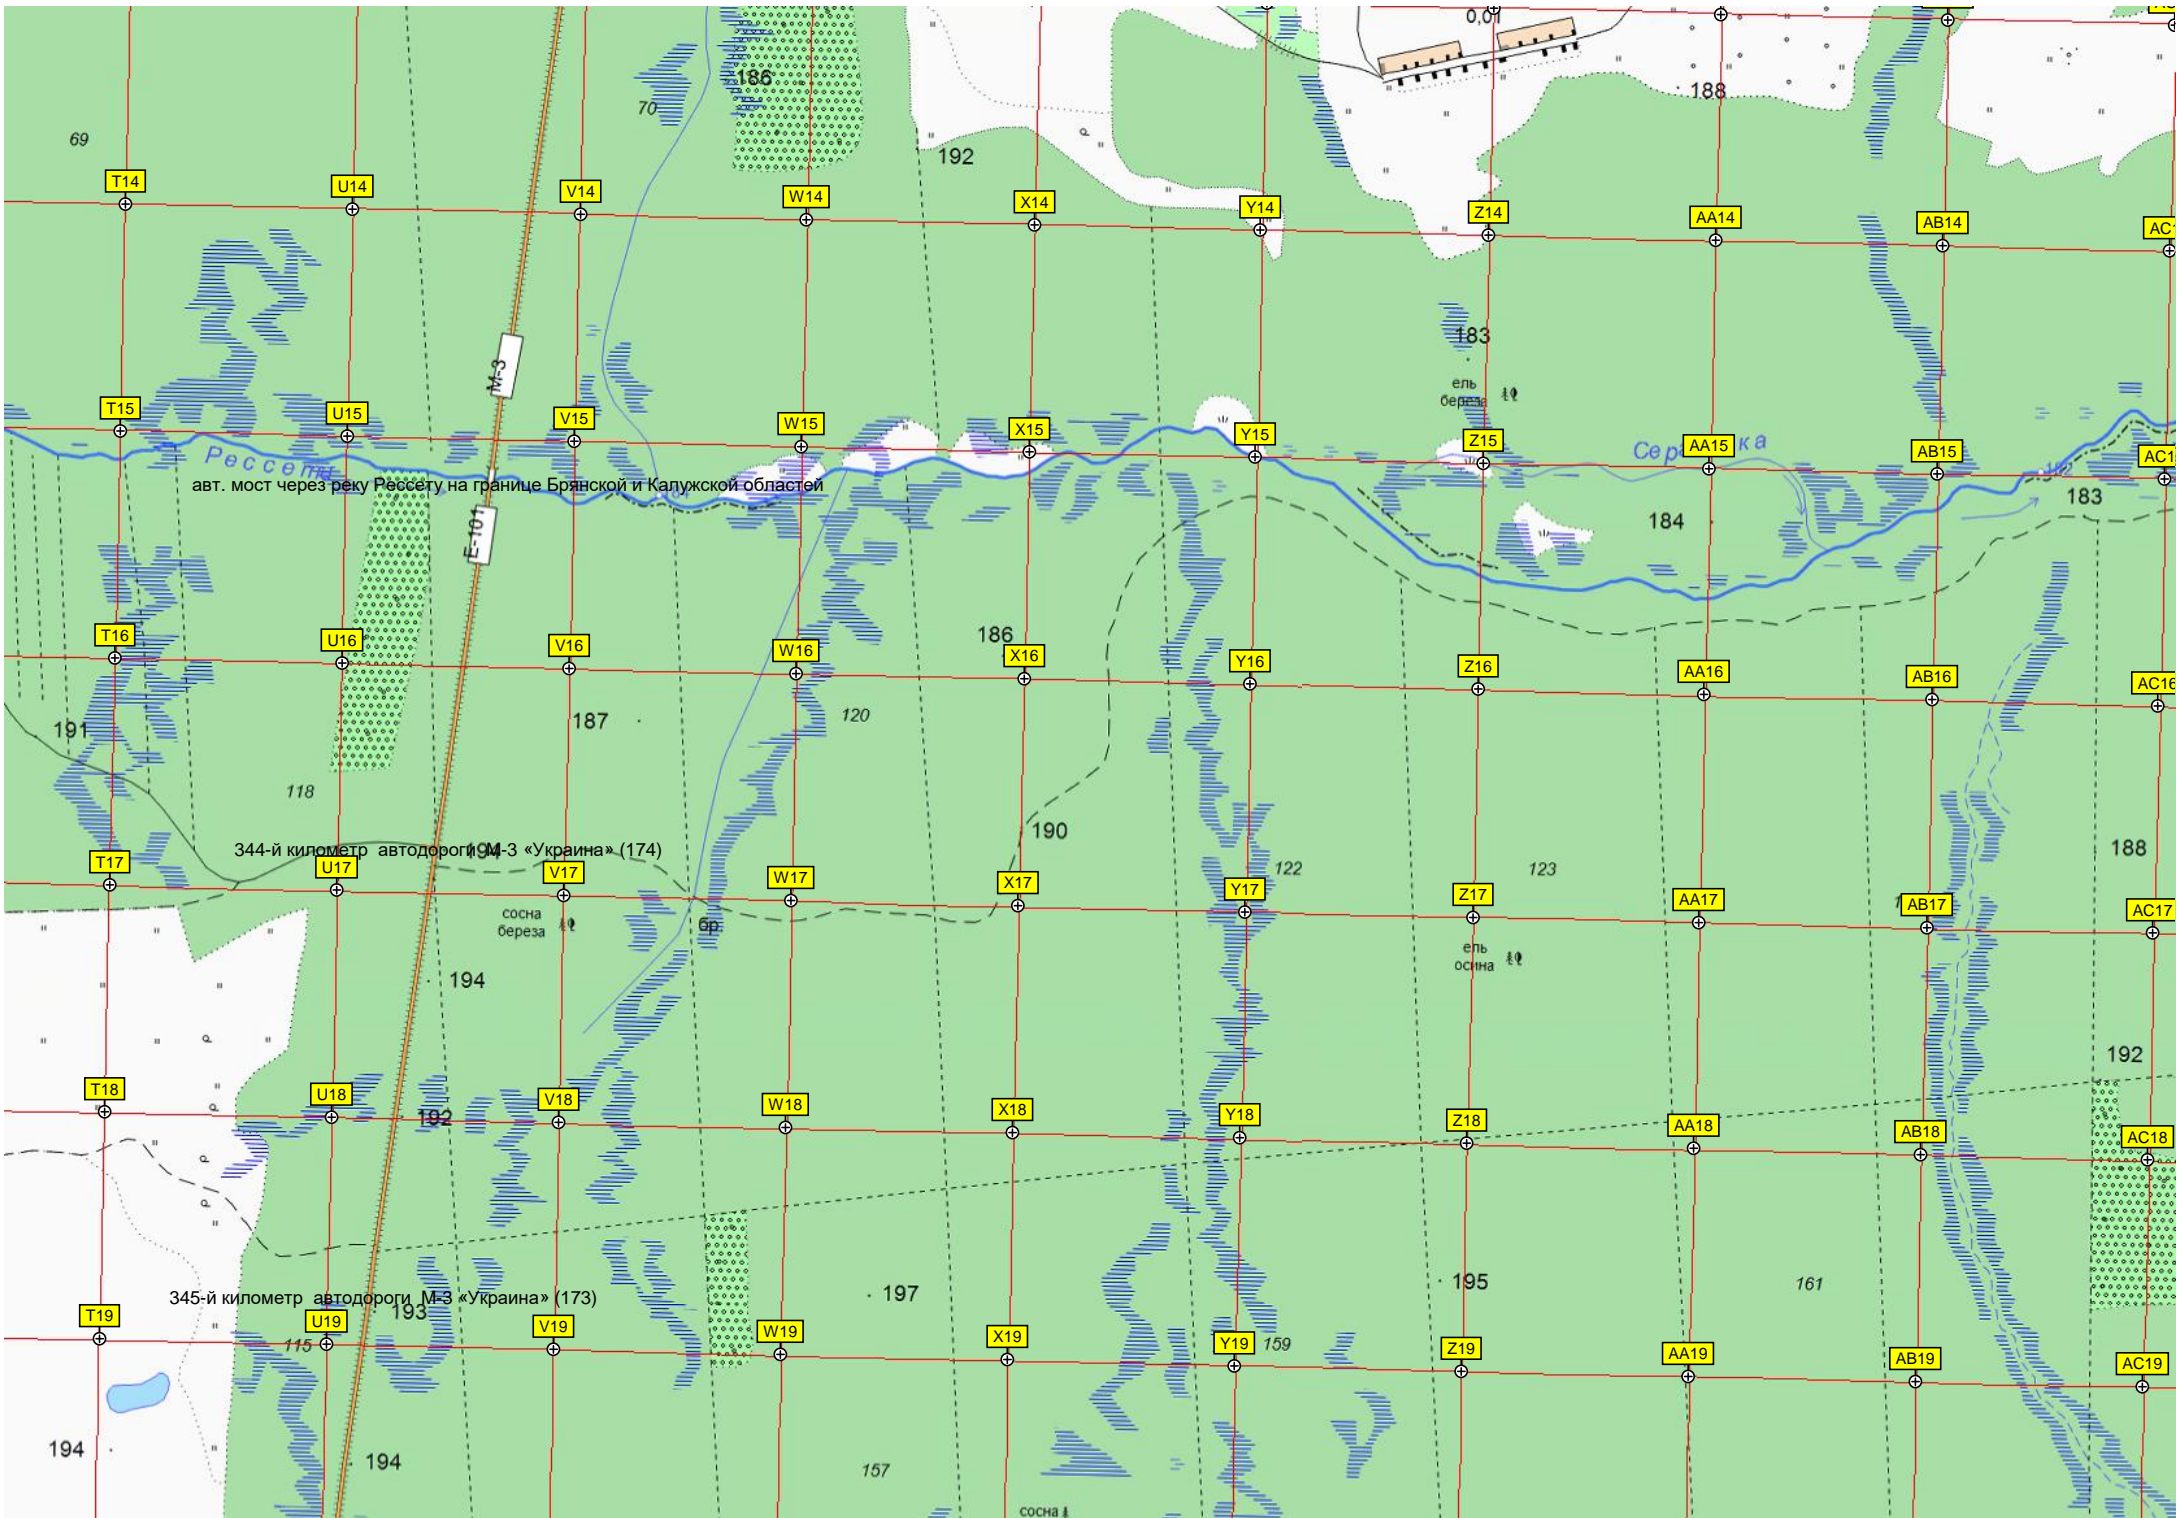 0,01
186
70
188
69
192
T14
U14
V14
W14
X14
Y14
Z14
AA14
AB14
183
М-3
ель
береза
T15
U15
V15
W15
X15
Y15
Z15
AA15
AB15
Рессета
авт. мост через реку Рессету на границе Брянской и Калужской областей
183
184
Е-101
T16
U16
V16
W16
186
X16
Y16
Z16
AA16
AB16
AC16
191
187
120
118
190
344-й километр автодороги М-3 «Украина» (174)
194
188
T17
U17
V17
W17
X17
Y17
122
Z17
123
AA17
AB17
AC17
сосна
береза
бр.
ель
осина
194
192
T18
U18
192
V18
W18
X18
Y18
Z18
AA18
AB18
AC18
197
195
161
345-й километр автодороги М-3 «Украина» (173)
193
T19
U19
115
V19
W19
X19
Y19
159
Z19
AA19
AB19
AC19
194
194
157
сосна